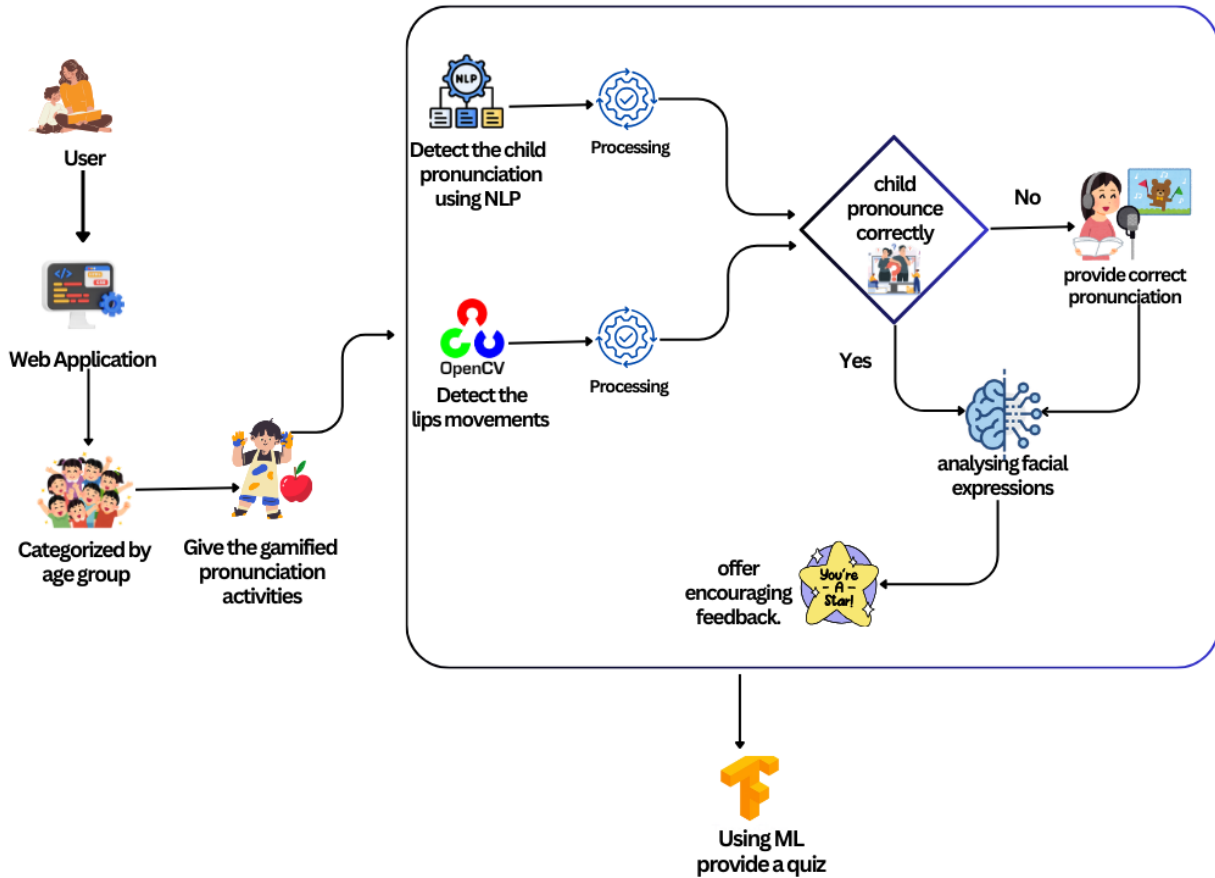 User
Web Application
Categorized by
age group
Give the gamified
pronunciation
activities
NLP
Detect the child
pronunciation
using NLP
Processing
OpenCV
Detect the
lips movements
Processing
child
pronounce
correctly
No
provide correct
pronunciation
Yes
analysing facial
expressions
offer
encouraging
feedback.
You're
- A -
Star!
Using ML
provide a quiz